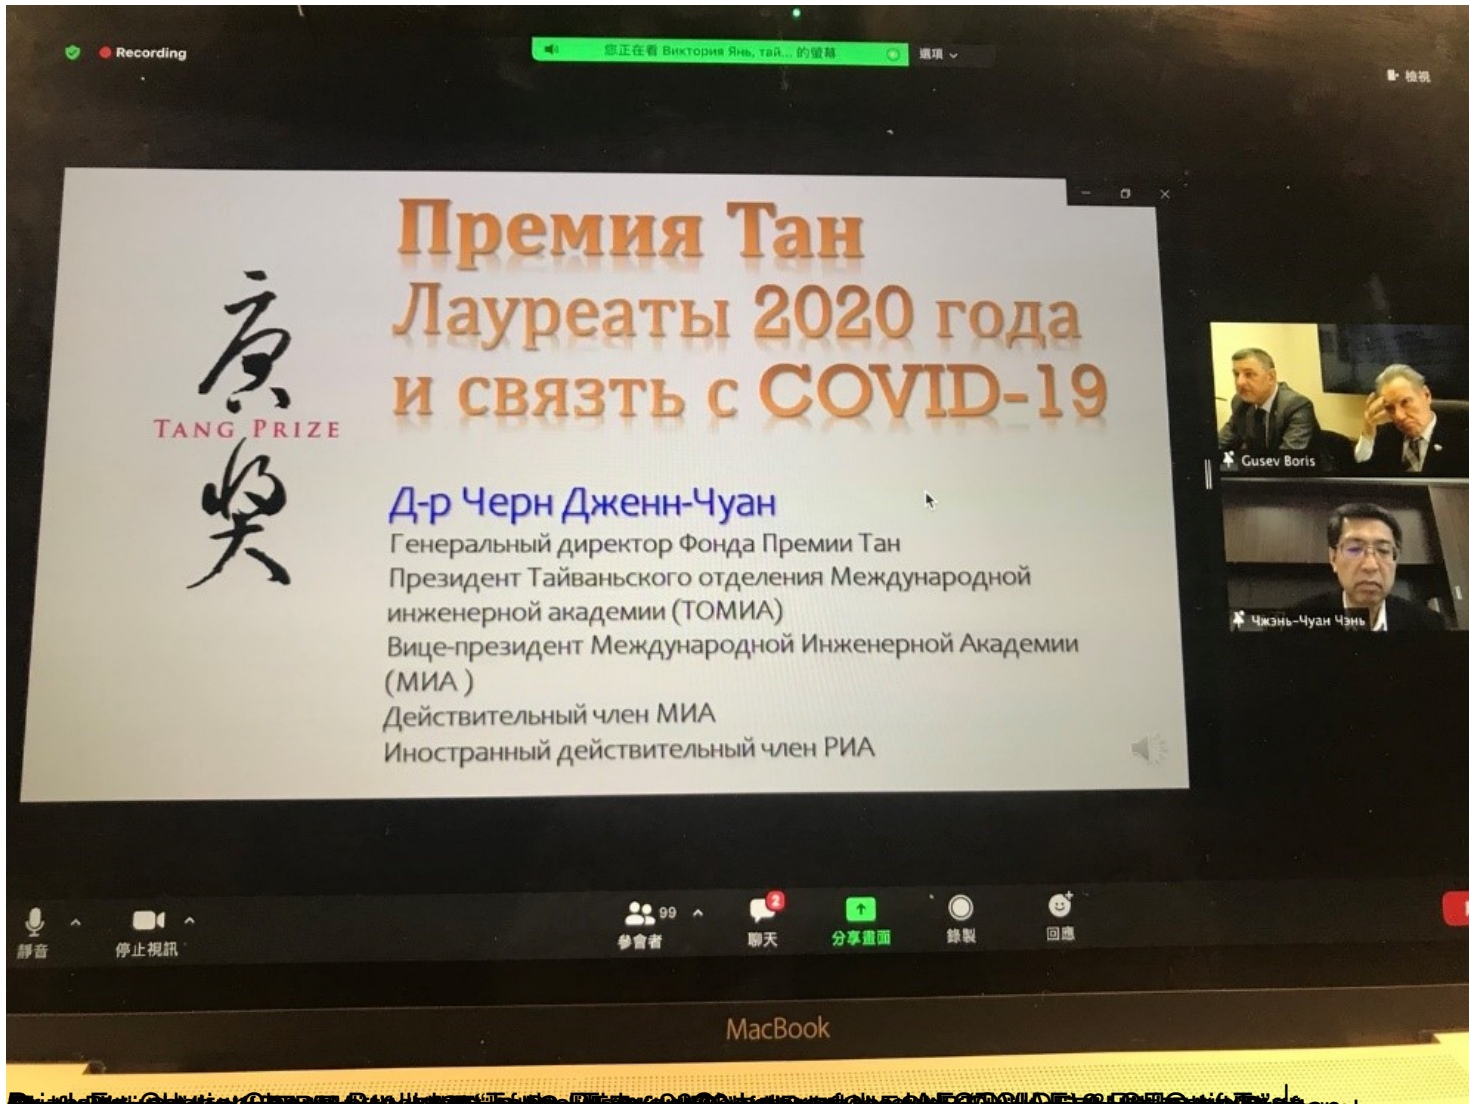 Recording
您正在看 Виктория Янь, тай... 的螢幕
選項
檢視
Премия Тан
Лауреаты 2020 года
и связть с COVID-19
唐
TANG PRIZE
獎
Д-р Черн Дженн-Чуан
Генеральный директор Фонда Премии Тан
Президент Тайваньского отделения Международной
инженерной академии (ТОМИА)
Вице-президент Международной Инженерной Академии
(МИА )
Действительный член МИА
Иностранный действительный член РИА
Gusev Boris
Чжэнь-Чуан Чэнь
靜音
停止視訊
99
參會者
2
聊天
分享畫面
錄製
回應
MacBook